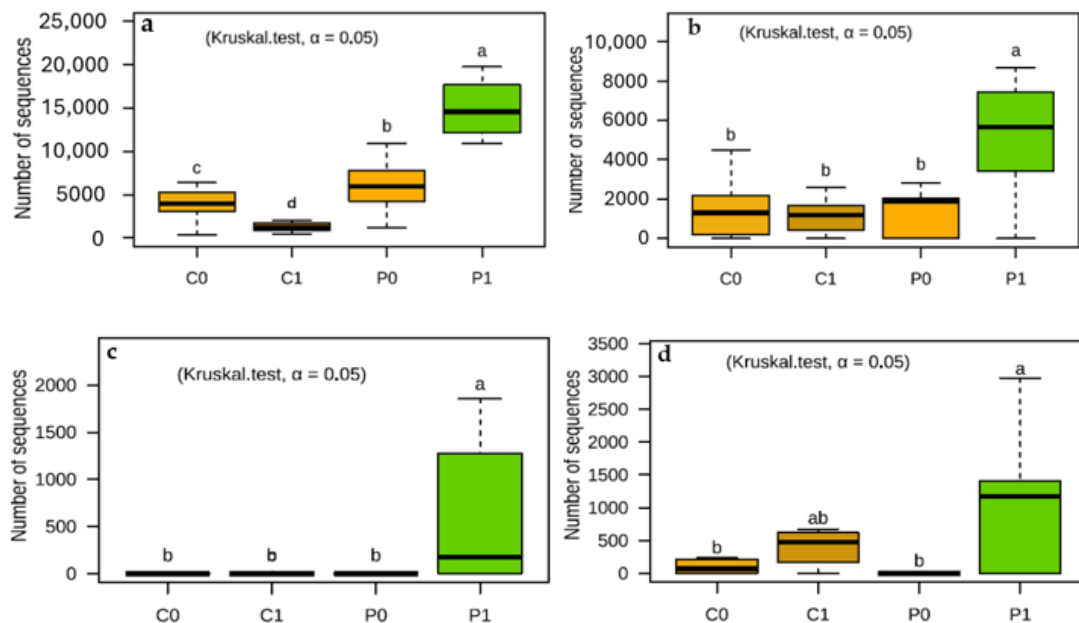 a
(Kruskal.test, α = 0.05)
Number of sequences
25,000
20,000
15,000
10,000
5000
0
a
b
c
d
C0 C1 P0 P1
b
(Kruskal.test, α = 0.05)
Number of sequences
10,000
8000
6000
4000
2000
0
a
b
b
b
C0 C1 P0 P1
c
(Kruskal.test, α = 0.05)
Number of sequences
2000
1500
1000
500
0
a
b b b
C0 C1 P0 P1
d
(Kruskal.test, α = 0.05)
Number of sequences
3500
3000
2500
2000
1500
1000
500
0
a
ab
b
b
C0 C1 P0 P1